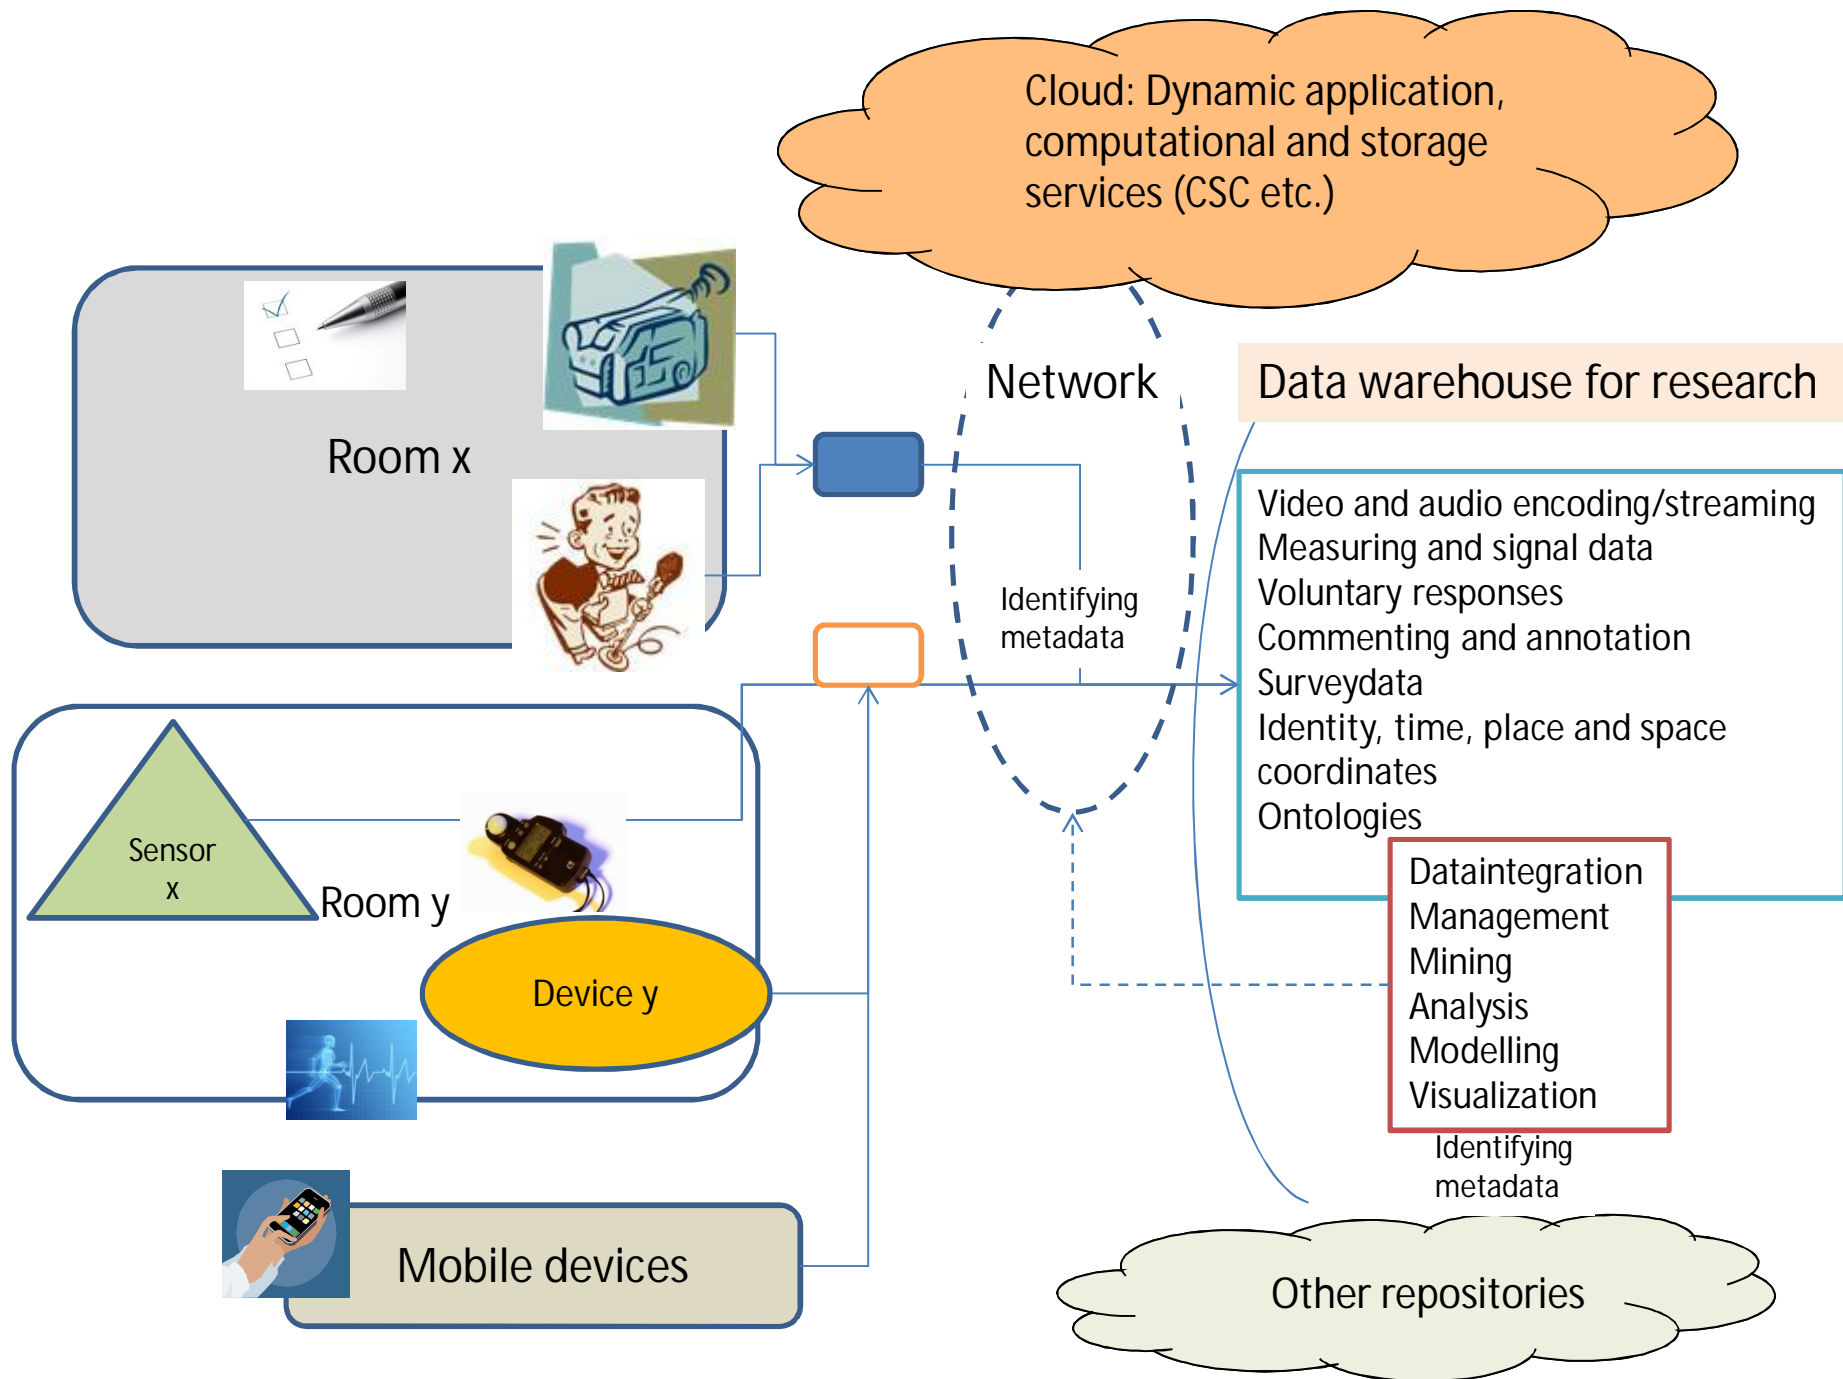 Cloud: Dynamic application,
computational and storage
services (CSC etc.)
Network
Data warehouse for research
Room x
Video and audio encoding/streaming
Measuring and signal data
Voluntary responses
Commenting and annotation
Surveydata
Identity, time, place and space
coordinates
Ontologies
Identifying
metadata
Sensor
x
Room y
Device y
Dataintegration
Management
Mining
Analysis
Modelling
Visualization
Identifying
metadata
Mobile devices
Other repositories